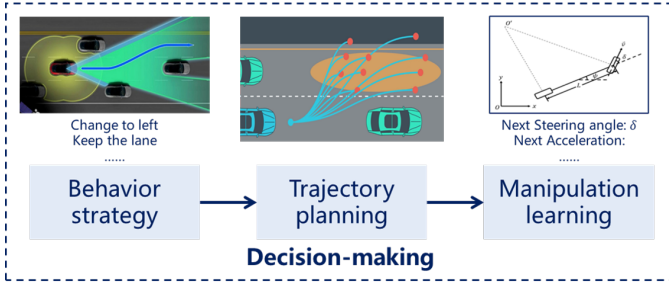 Change to left
Keep the lane
......
Next Steering angle: δ
Next Acceleration:
......
Behavior
strategy
Trajectory
planning
Manipulation
learning
Decision-making